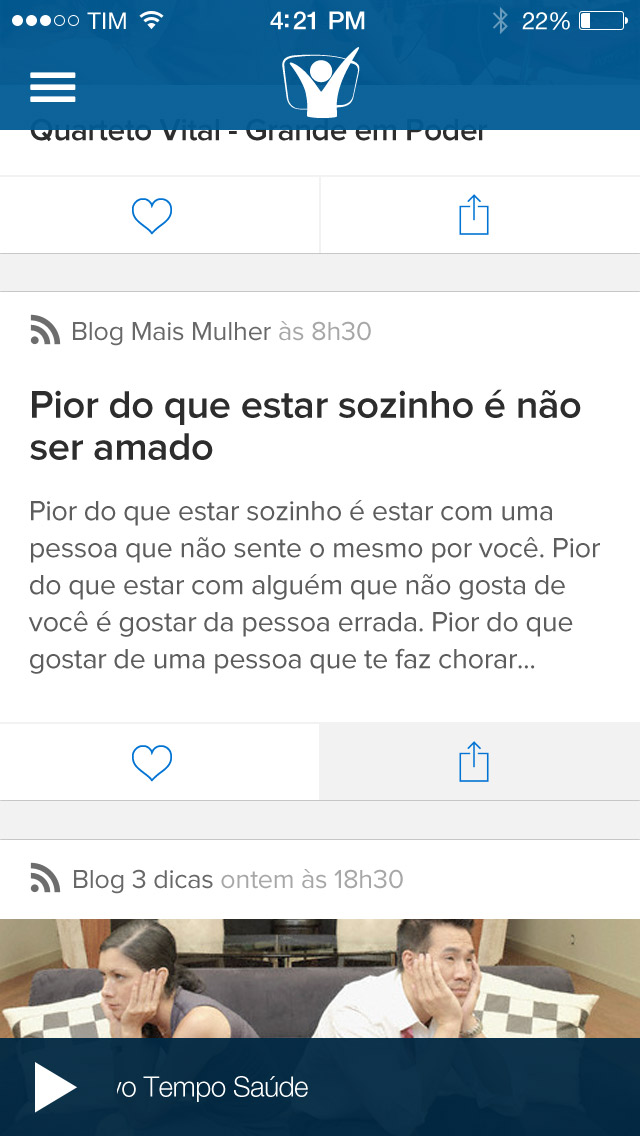 TIM 4:21 PM 22%
Quarteto Vital - Grande em Poder
Blog Mais Mulher às 8h30
Pior do que estar sozinho é não
ser amado
Pior do que estar sozinho é estar com uma
pessoa que não sente o mesmo por você. Pior
do que estar com alguém que não gosta de
você é gostar da pessoa errada. Pior do que
gostar de uma pessoa que te faz chorar...
Blog 3 dicas ontem às 18h30
vo Tempo Saúde